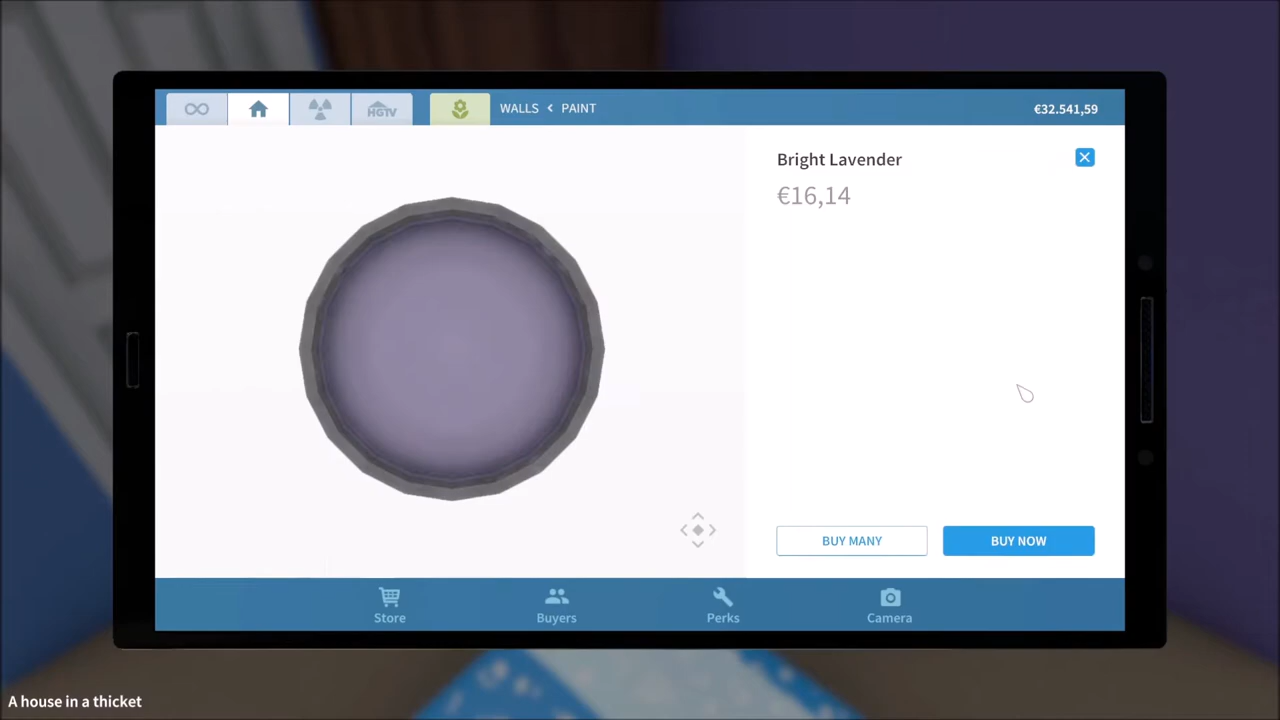 HGTV
WALLS < PAINT
€32.541,59
Bright Lavender
€16,14
BUY MANY
BUY NOW
Store
Buyers
Perks
Camera
A house in a thicket